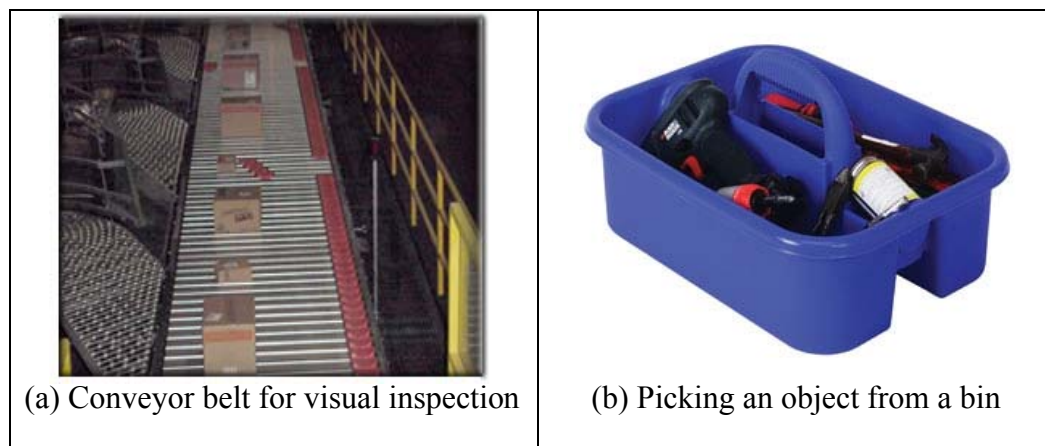 (a) Conveyor belt for visual inspection
(b) Picking an object from a bin